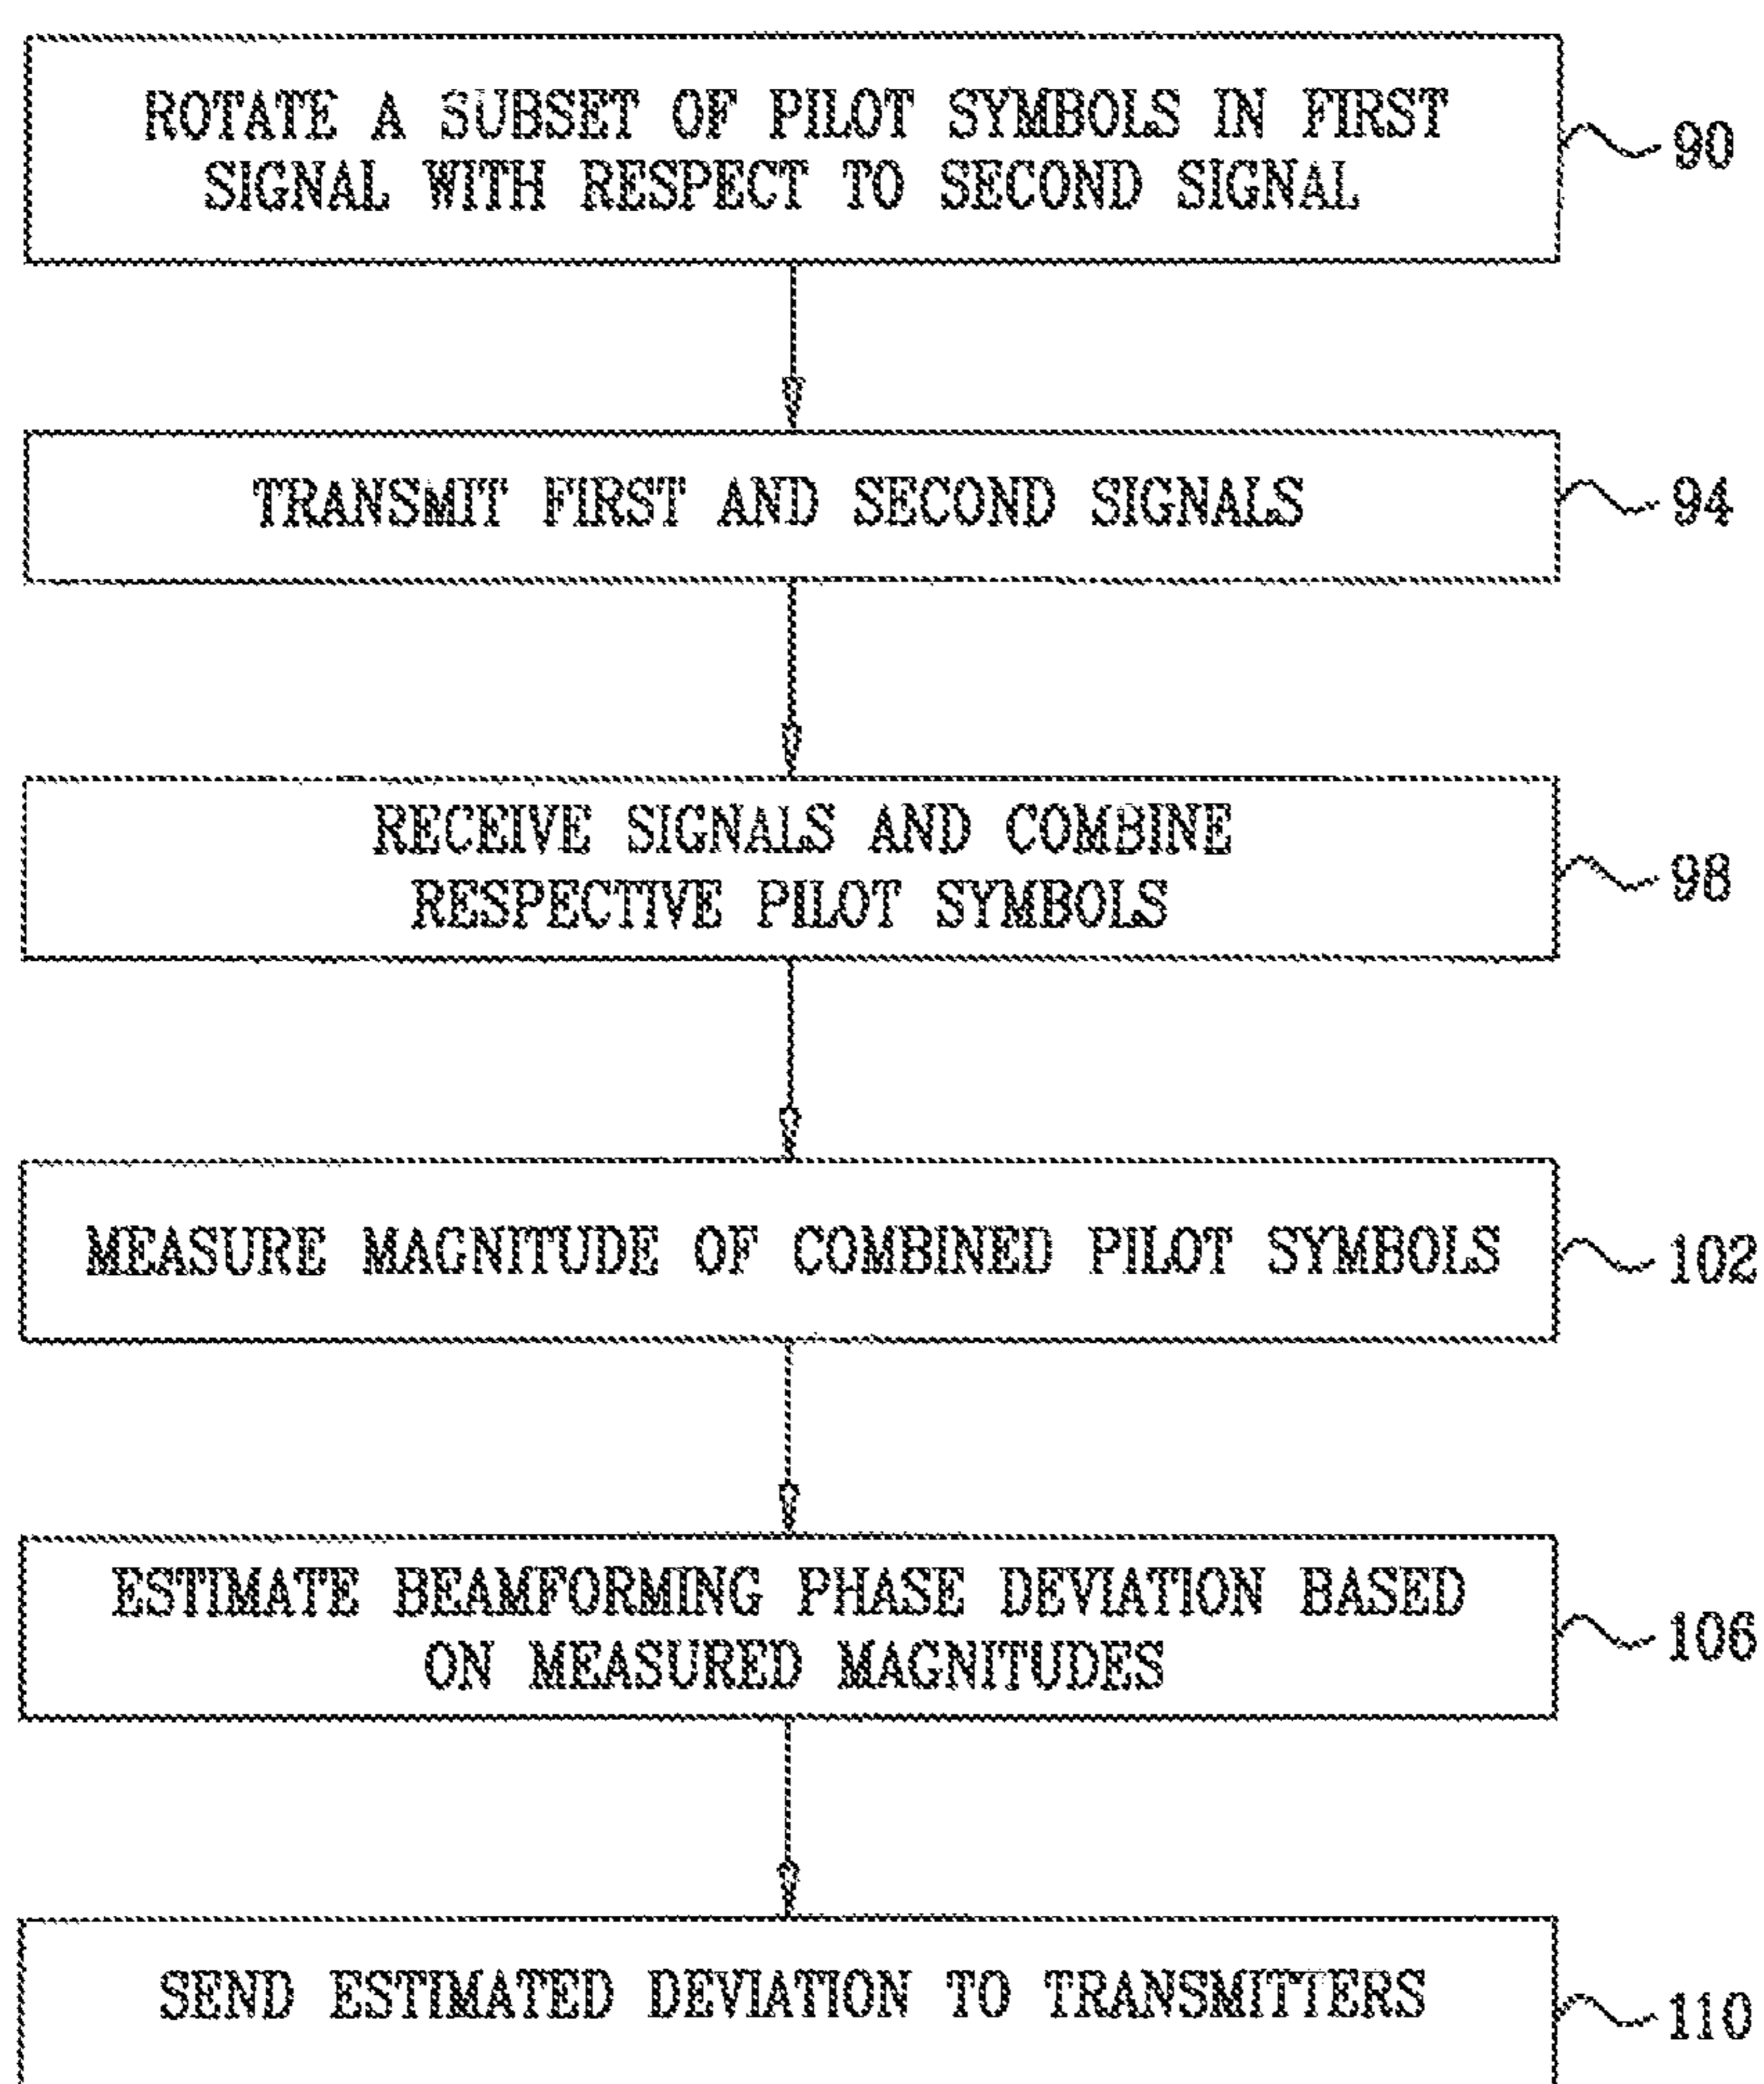 ROTATE A SUBSET OF PILOT SYMBOLS IN FIRST
SIGNAL WITH RESPECT TO SECOND SIGNAL
90
TRANSMIT FIRST AND SECOND SIGNALS
94
RECEIVE SIGNALS AND COMBINE
RESPECTIVE PILOT SYMBOLS
98
MEASURE MAGNITUDE OF COMBINED PILOT SYMBOLS
102
ESTIMATE BEAMFORMING PHASE DEVIATION BASED
ON MEASURED MAGNITUDES
106
SEND ESTIMATED DEVIATION TO TRANSMITTERS
110